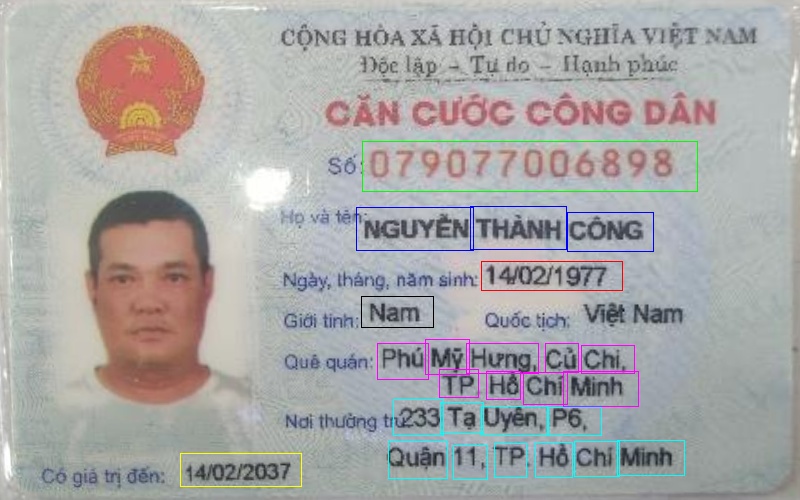 CỘNG HÒA XÃ HỘI CHỦ NGHĨA VIỆT NAM
Độc lập - Tự do - Hạnh phúc
CĂN CƯỚC CÔNG DÂN
Số: 079077006898
Họ và tên: NGUYỄN THÀNH CÔNG
Ngày, tháng, năm sinh: 14/02/1977
Giới tính: Nam Quốc tịch: Việt Nam
Quê quán: Phú Mỹ Hưng, Củ Chi,
TP. Hồ Chí Minh
Nơi thường trú: 233 Tạ Uyên, P6,
Quận 11, TP. Hồ Chí Minh
Có giá trị đến: 14/02/2037